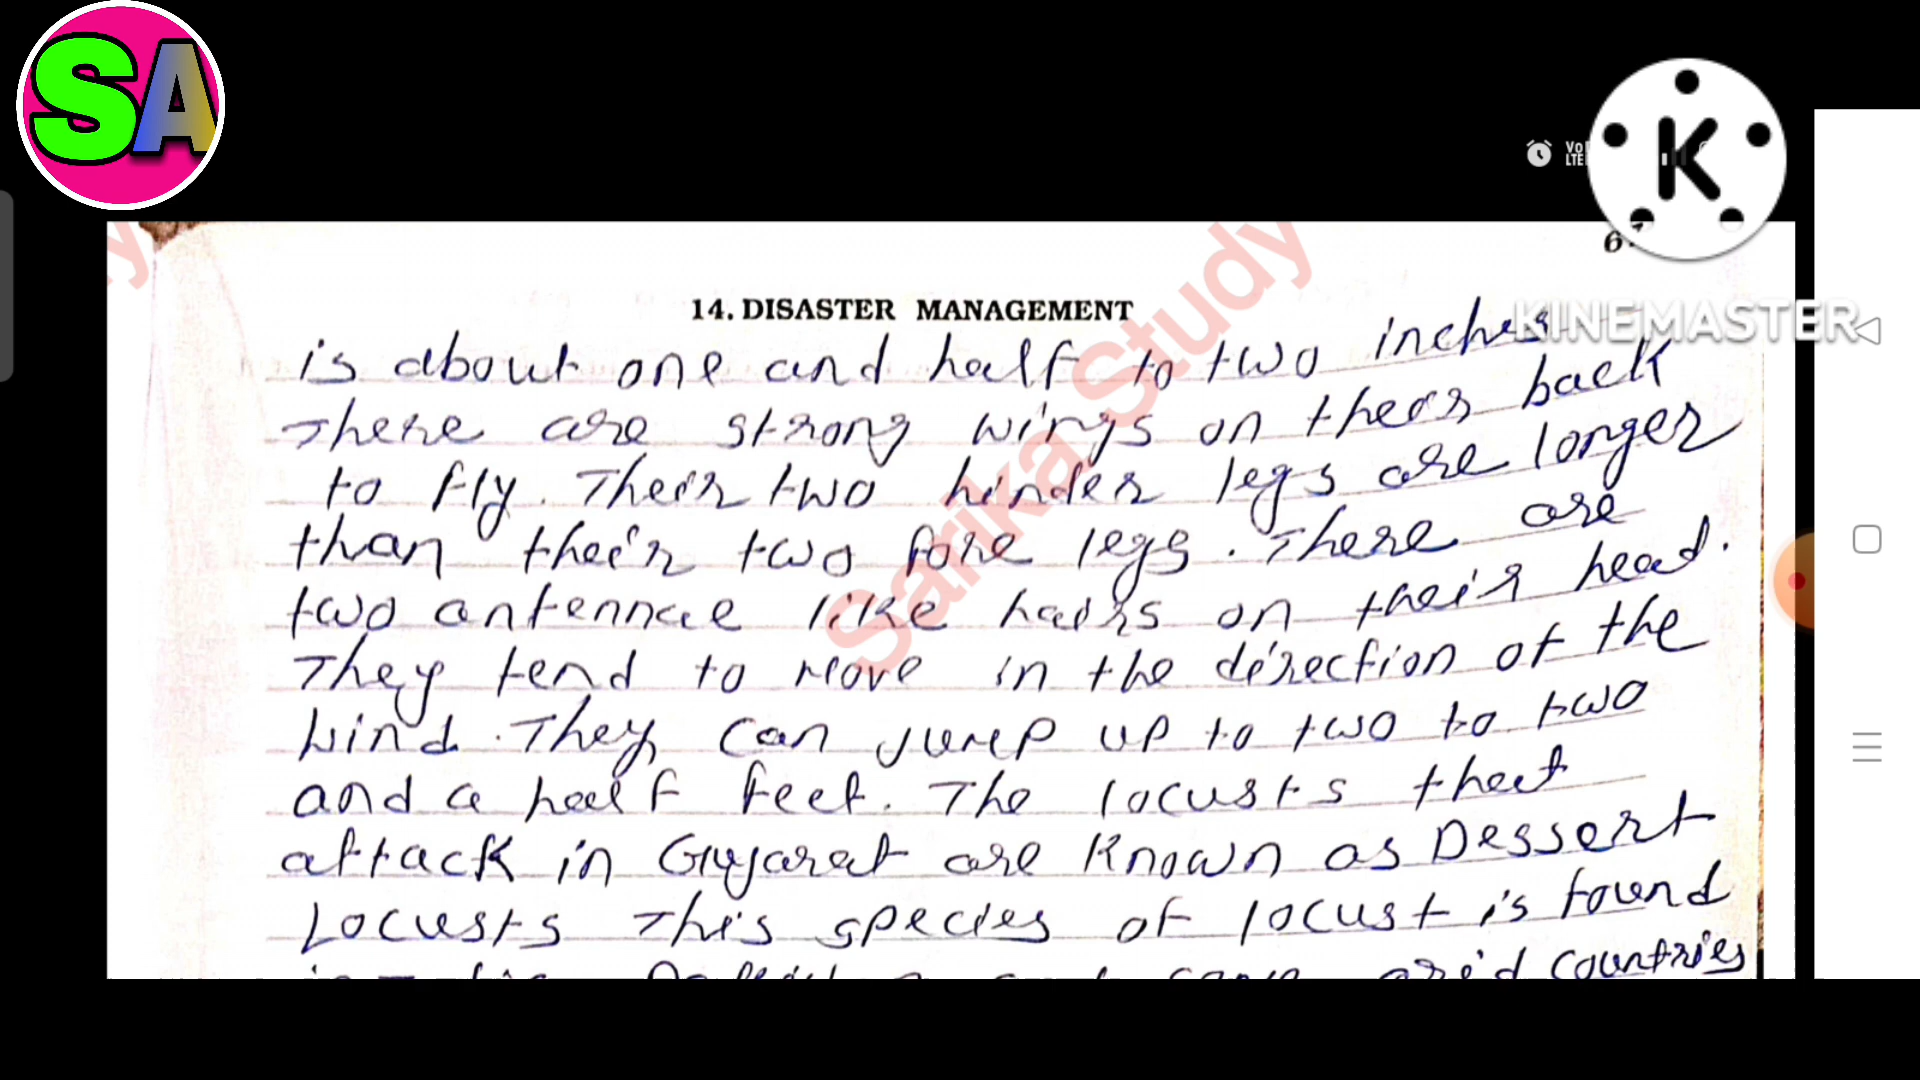 SA
K
VoI
LTE
KINEMASTER
Sarika Study
14. DISASTER MANAGEMENT
is about one and half to two inches
There are strong wings on their back
to fly. Their two hinder legs are longer
than their two fore legs. There are
two antennae like hairs on their head.
They tend to move in the direction of the
wind. They can jump up to two to two
and a half feet. The locusts that
attack in Gujarat are known as Dessert
Locusts This species of locust is found
arid countries